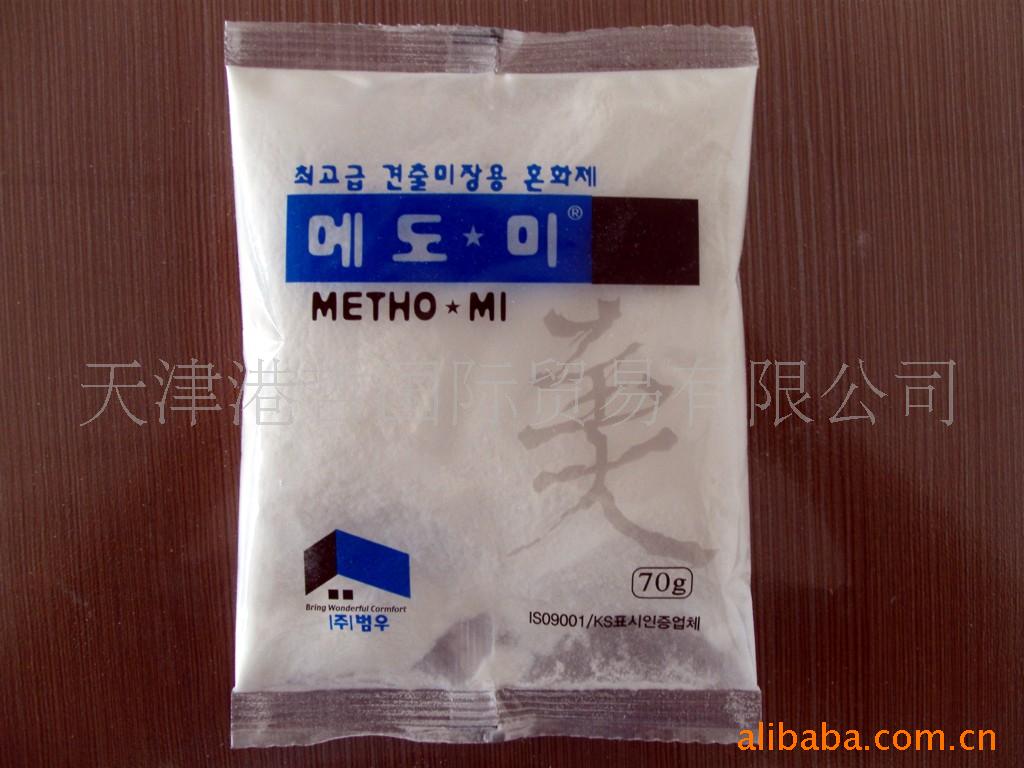 최고급 견출미장용 혼화제
메도★미®
METHO★MI
天津港 国际贸易有限公司
美
70g
Bring Wonderful Cormfort
(주)범우
ISO9001/KS표시인증업체
alibaba.com.cn